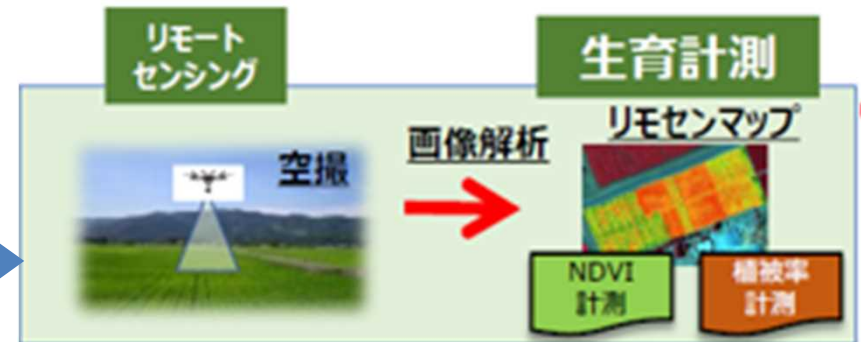 リモート
センシング
生育計測
リモセンマップ
画像解析
空撮
NDVI
計測
植被率
計測